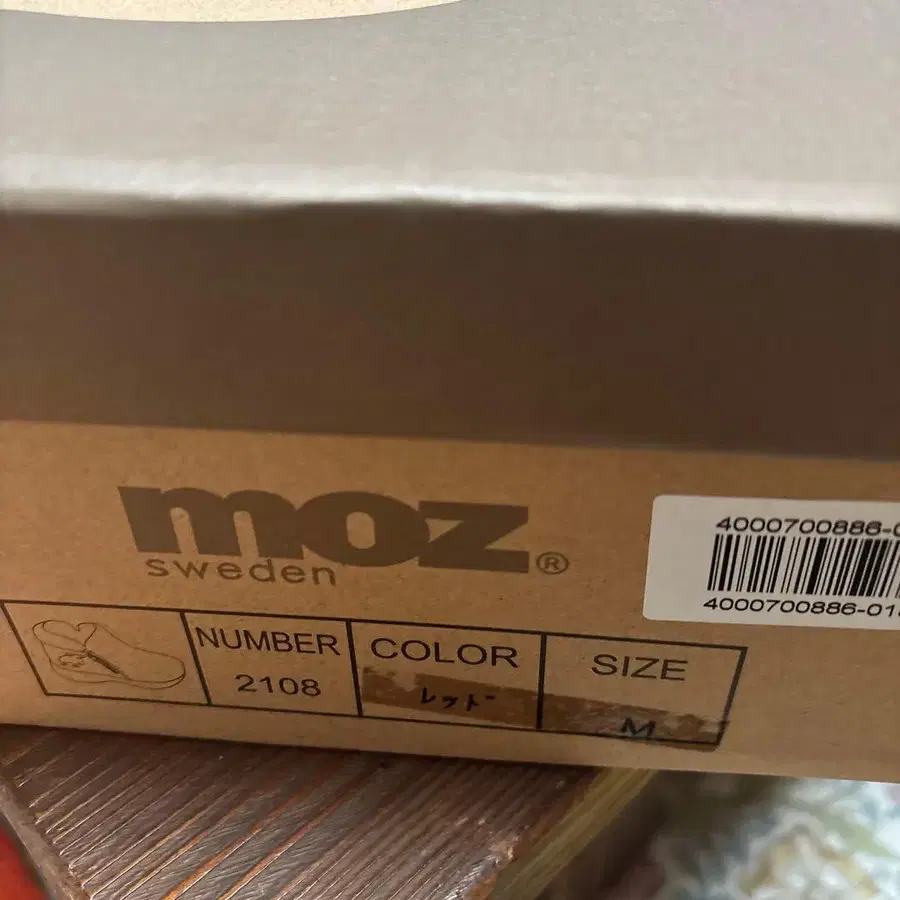 moz®
sweden
4000700886-0
4000700886-01
NUMBER
2108
COLOR
レッド
SIZE
M